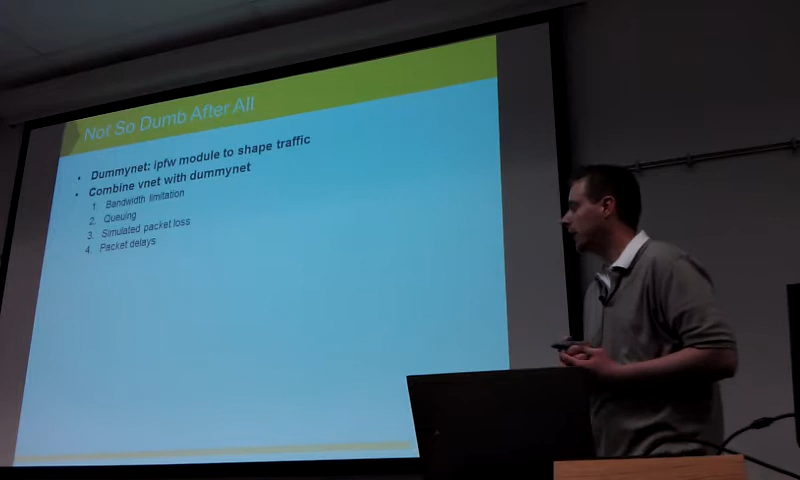 Not So Dumb After All
• Dummynet: ipfw module to shape traffic
• Combine vnet with dummynet
1. Bandwidth limitation
2. Queuing
3. Simulated packet loss
4. Packet delays